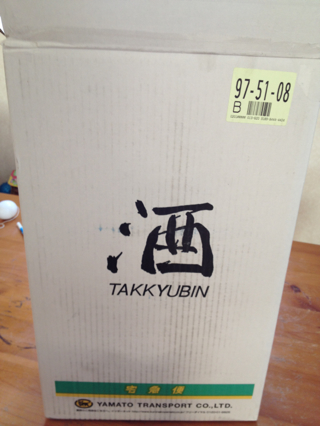 97-51-08
B
酒
TAKKYUBIN
宅急便
YAMATO TRANSPORT CO.,LTD.